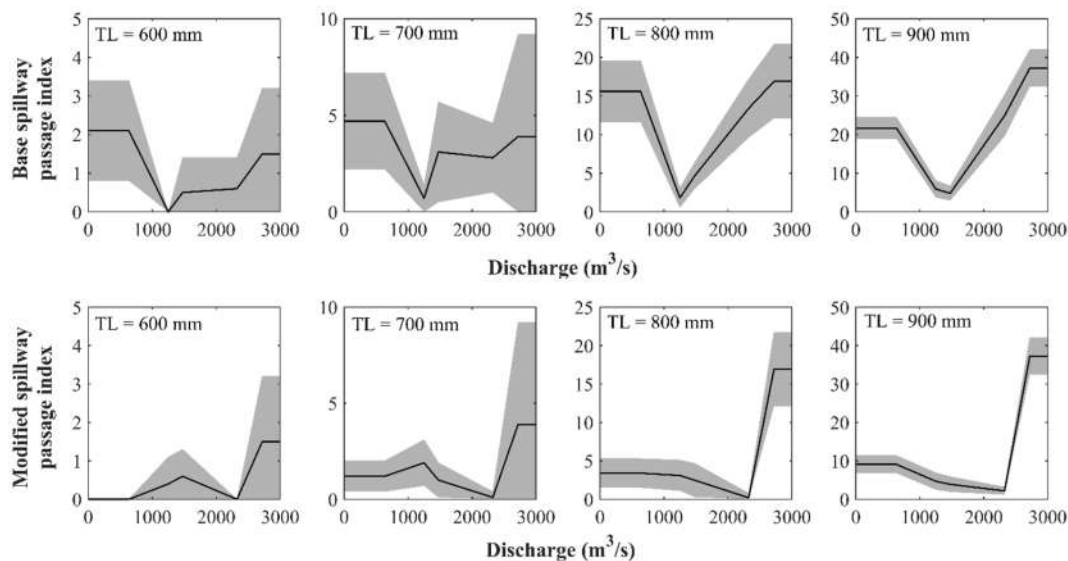 Base spillway
passage index
TL = 600 mm
5
4
3
2
1
0
0 1000 2000 3000
TL = 700 mm
10
5
0
0 1000 2000 3000
TL = 800 mm
25
20
15
10
5
0
0 1000 2000 3000
TL = 900 mm
50
40
30
20
10
0
0 1000 2000 3000
Discharge (m³/s)
Modified spillway
passage index
TL = 600 mm
5
4
3
2
1
0
0 1000 2000 3000
TL = 700 mm
10
5
0
0 1000 2000 3000
TL = 800 mm
25
20
15
10
5
0
0 1000 2000 3000
TL = 900 mm
50
40
30
20
10
0
0 1000 2000 3000
Discharge (m³/s)